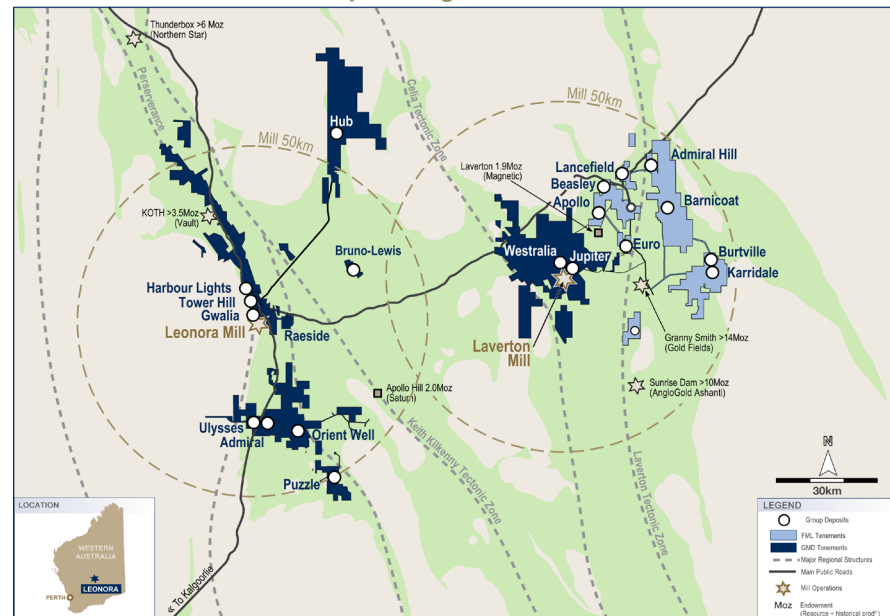 Thunderbox >6 Moz
(Northern Star)
Perseverance
Hub
Mill 50km
Celia Tectonic Zone
Mill 50km
Laverton 1.9Moz
(Magnetic)
Lancefield
Admiral Hill
Beasley
Apollo
Barnicoat
KOTH >3.5Moz
(Vault)
Bruno-Lewis
Westralia
Jupiter
Euro
Burtville
Karridale
Harbour Lights
Tower Hill
Gwalia
Leonora Mill
Raeside
Laverton
Mill
Granny Smith >14Moz
(Gold Fields)
Apollo Hill 2.0Moz
(Saturn)
Sunrise Dam >10Moz
(AngloGold Ashanti)
Ulysses
Admiral
Orient Well
Keith Kilkenny Tectonic Zone
Laverton Tectonic Zone
Puzzle
N
30km
LOCATION
WESTERN
AUSTRALIA
LEONORA
PERTH
<< To Kalgoorlie
LEGEND
Group Deposits
FML Tenements
GMD Tenements
Major Regional Structures
Main Public Roads
Mill Operations
Moz Endowment
(Resource + historical prodⁿ)